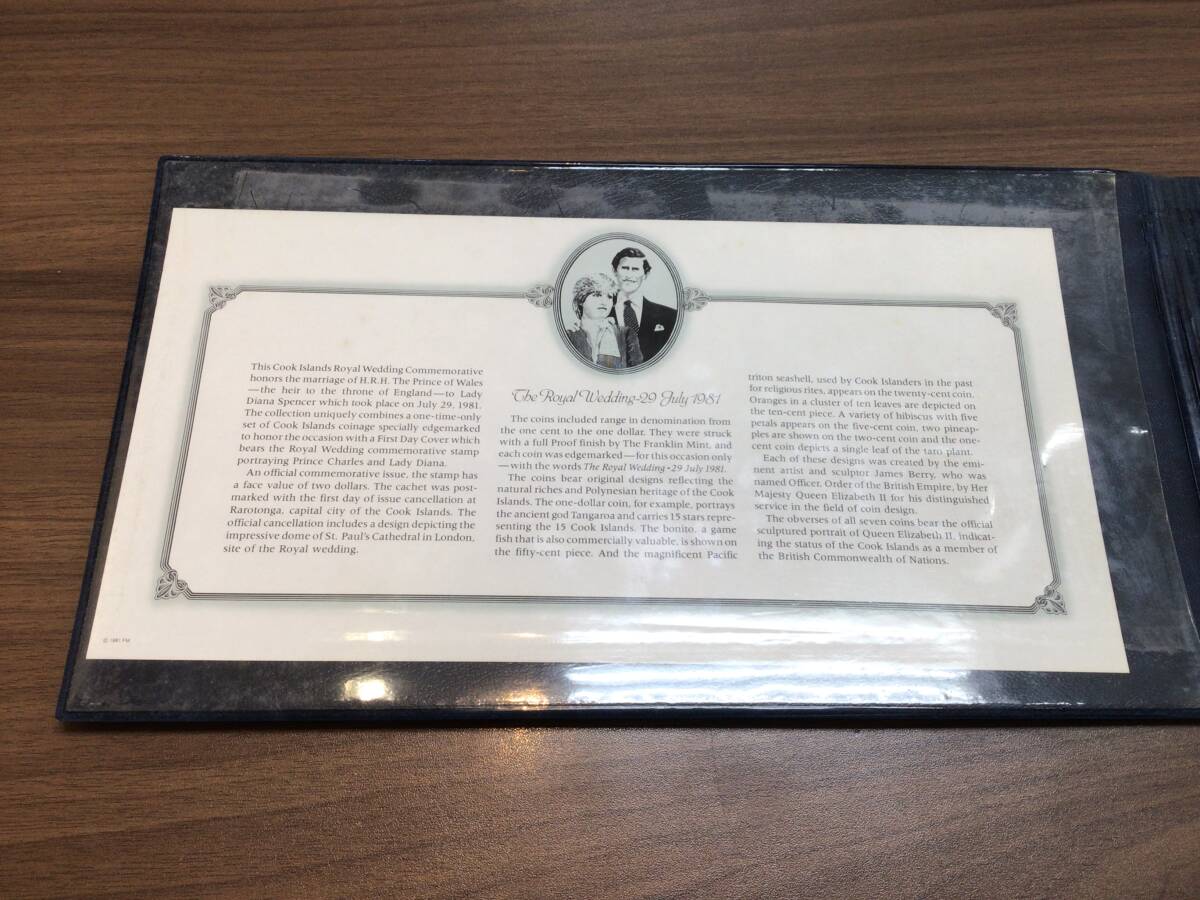 This Cook Islands Royal Wedding Commemorative
honors the marriage of H.R.H. The Prince of Wales
—the heir to the throne of England—to Lady
Diana Spencer which took place on July 29, 1981.
The collection uniquely combines a one-time-only
set of Cook Islands coinage specially edgemarked
to honor the occasion with a First Day Cover which
bears the Royal Wedding commemorative stamp
portraying Prince Charles and Lady Diana.
An official commemorative issue, the stamp has
a face value of two dollars. The cachet was post-
marked with the first day of issue cancellation at
Rarotonga, capital city of the Cook Islands. The
official cancellation includes a design depicting the
impressive dome of St. Paul's Cathedral in London,
site of the Royal wedding.
The Royal Wedding-29 July 1981
The coins included range in denomination from
the one cent to the one dollar. They were struck
with a full Proof finish by The Franklin Mint, and
each coin was edgemarked—for this occasion only
—with the words The Royal Wedding • 29 July 1981.
The coins bear original designs reflecting the
natural riches and Polynesian heritage of the Cook
Islands. The one-dollar coin, for example, portrays
the ancient god Tangaroa and carries 15 stars repre-
senting the 15 Cook Islands. The bonito, a game
fish that is also commercially valuable, is shown on
the fifty-cent piece. And the magnificent Pacific
triton seashell, used by Cook Islanders in the past
for religious rites, appears on the twenty-cent coin.
Oranges in a cluster of ten leaves are depicted on
the ten-cent piece. A variety of hibiscus with five
petals appears on the five-cent coin, two pineap-
ples are shown on the two-cent coin and the one-
cent coin depicts a single leaf of the taro plant.
Each of these designs was created by the emi-
nent artist and sculptor James Berry, who was
named Officer, Order of the British Empire, by Her
Majesty Queen Elizabeth II for his distinguished
service in the field of coin design.
The obverses of all seven coins bear the official
sculptured portrait of Queen Elizabeth II, indicat-
ing the status of the Cook Islands as a member of
the British Commonwealth of Nations.
© 1981 FM